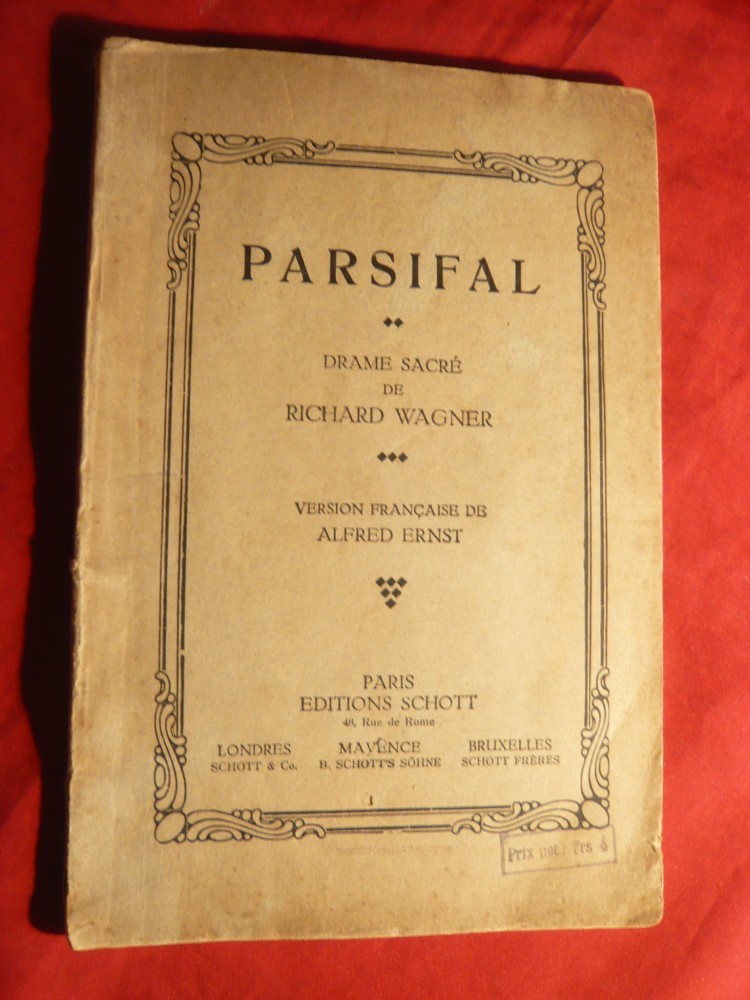 PARSIFAL
DRAME SACRÉ
DE
RICHARD WAGNER
VERSION FRANÇAISE DE
ALFRED ERNST
PARIS
EDITIONS SCHOTT
48, Rue de Rome
LONDRES MAYENCE BRUXELLES
SCHOTT & Co. B. SCHOTT'S SÖHNE SCHOTT FRÈRES
1
Prix net: Frs 4